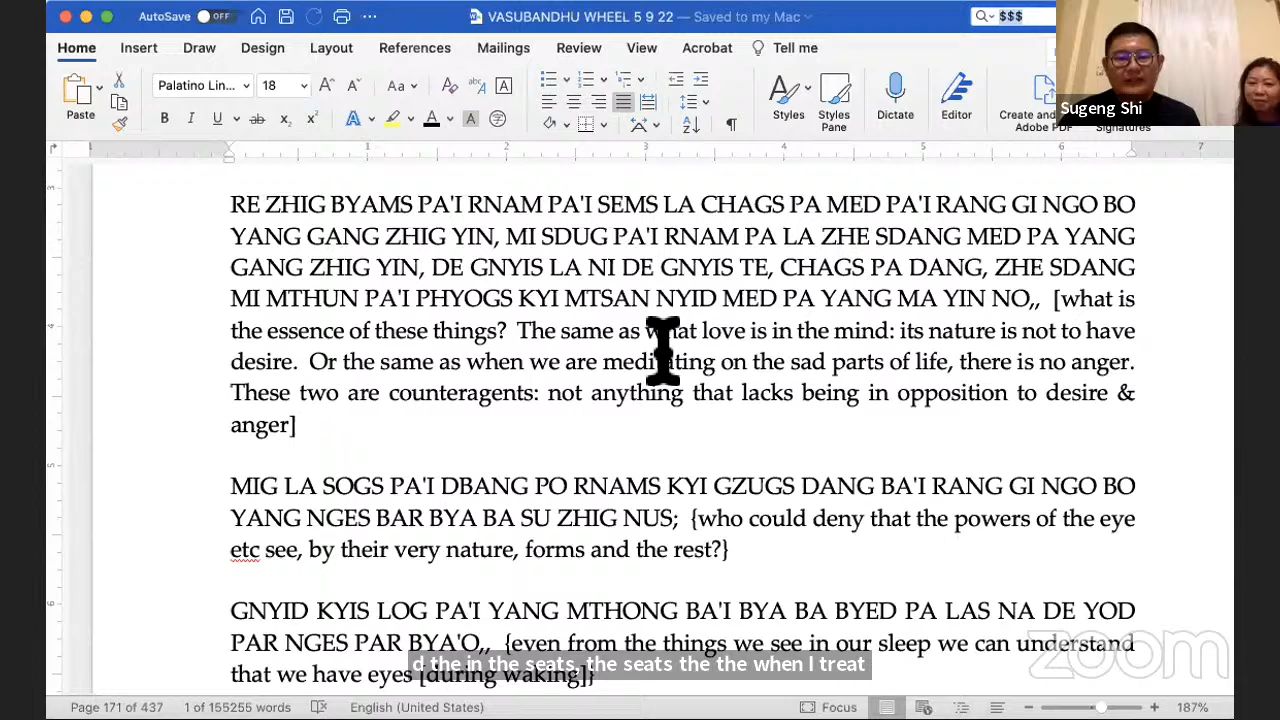 AutoSave OFF
VASUBANDHU WHEEL 5 9 22 — Saved to my Mac
$$$
Home Insert Draw Design Layout References Mailings Review View Acrobat Tell me
Paste
Palatino Lin... 18
Styles
Styles Pane
Dictate
Editor
Create and
Adobe PDF
Signatures
Sugeng Shi
1 1 2 3 4 5 6 7
RE ZHIG BYAMS PA'I RNAM PA'I SEMS LA CHAGS PA MED PA'I RANG GI NGO BO
YANG GANG ZHIG YIN, MI SDUG PA'I RNAM PA LA ZHE SDANG MED PA YANG
GANG ZHIG YIN, DE GNYIS LA NI DE GNYIS TE, CHAGS PA DANG, ZHE SDANG
MI MTHUN PA'I PHYOGS KYI MTSAN NYID MED PA YANG MA YIN NO,, [what is
the essence of these things? The same as what love is in the mind: its nature is not to have
desire. Or the same as when we are meditating on the sad parts of life, there is no anger.
These two are counteragents: not anything that lacks being in opposition to desire &
anger]
MIG LA SOGS PA'I DBANG PO RNAMS KYI GZUGS DANG BA'I RANG GI NGO BO
YANG NGES BAR BYA BA SU ZHIG NUS; {who could deny that the powers of the eye
etc see, by their very nature, forms and the rest?}
GNYID KYIS LOG PA'I YANG MTHONG BA'I BYA BA BYED PA LAS NA DE YOD
PAR NGES PAR BYA'O,, {even from the things we see in our sleep we can understand
that we have eyes [during waking]}
d the in the seats, the seats the the when I treat
zoom
Page 171 of 437 1 of 155255 words English (United States) Focus 187%